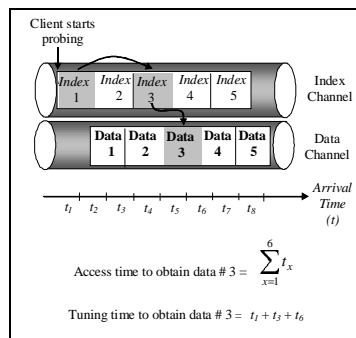 Client starts
probing
Index Index Index Index Index
1 2 3 4 5
Index
Channel
Data Data Data Data Data
1 2 3 4 5
Data
Channel
t1 t2 t3 t4 t5 t6 t7 t8
Arrival
Time
(t)
Access time to obtain data # 3 = 6 ∑ x=1 tx
Tuning time to obtain data # 3 = t1 + t3 + t6